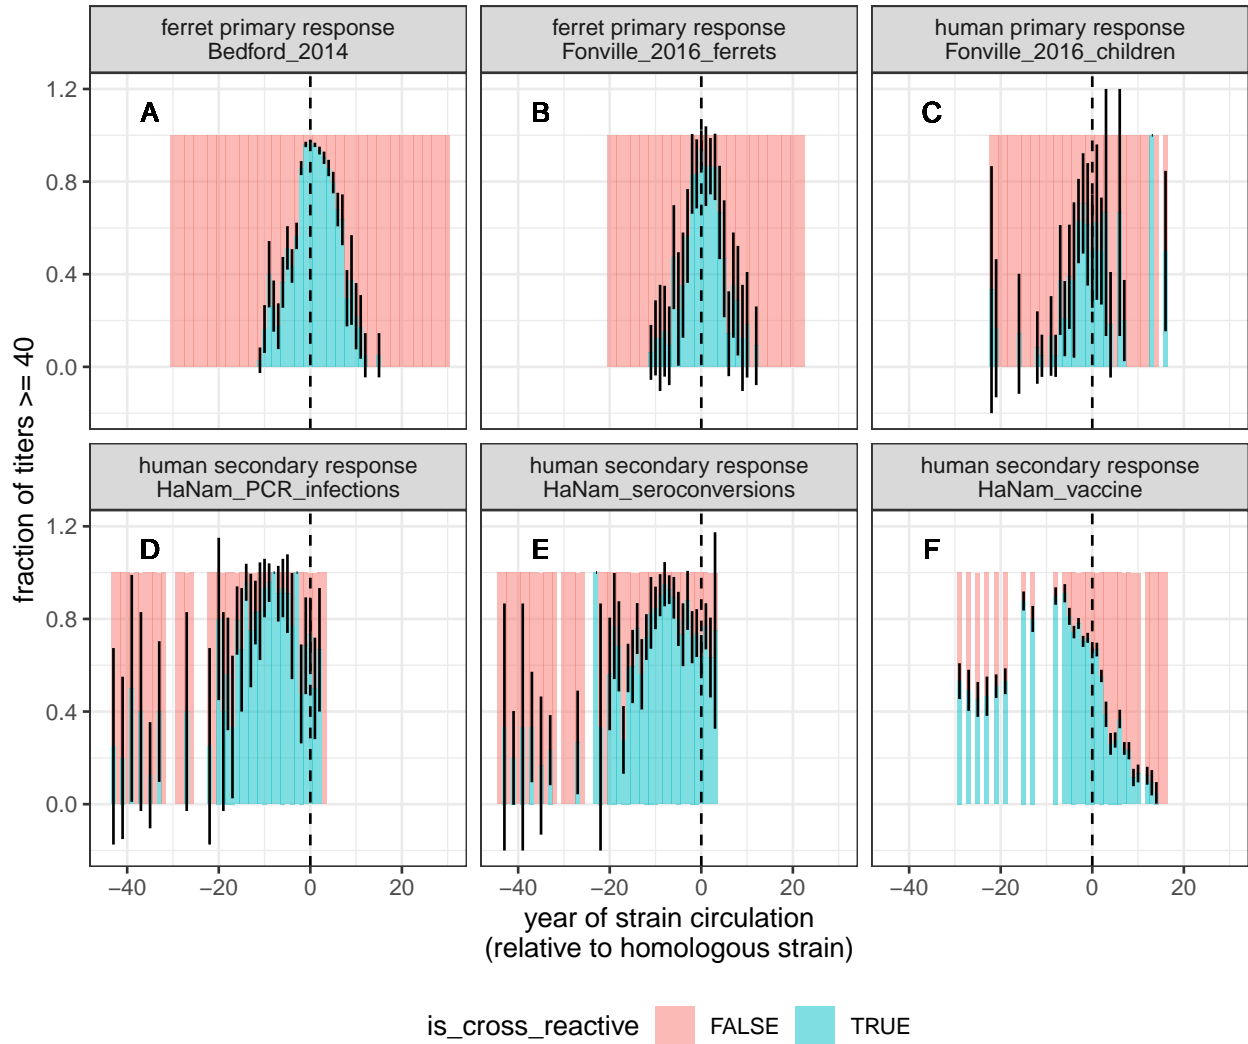 ferret primary response
Bedford_2014
ferret primary response
Fonville_2016_ferrets
human primary response
Fonville_2016_children
A
B
C
1.2
0.8
0.4
0.0
human secondary response
HaNam_PCR_infections
human secondary response
HaNam_seroconversions
human secondary response
HaNam_vaccine
D
E
F
1.2
0.8
0.4
0.0
fraction of titers >= 40
−40 −20 0 20
−40 −20 0 20
−40 −20 0 20
year of strain circulation
(relative to homologous strain)
is_cross_reactive FALSE TRUE